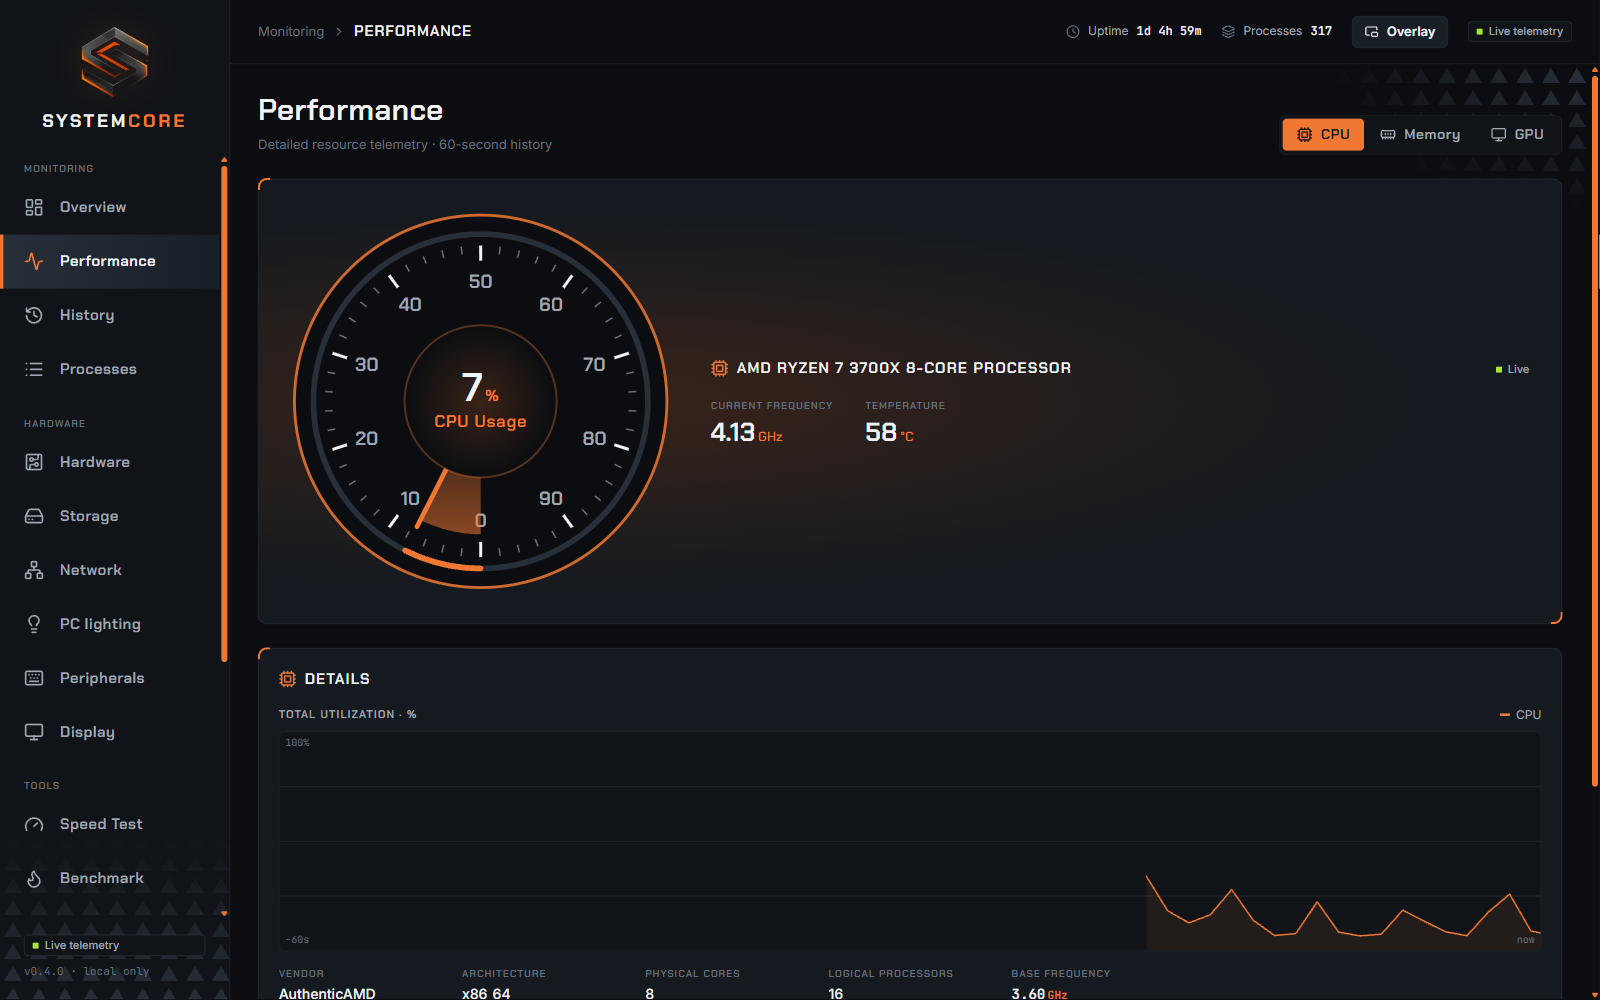 SYSTEMCORE
MONITORING
Overview
Performance
History
Processes
HARDWARE
Hardware
Storage
Network
PC lighting
Peripherals
Display
TOOLS
Speed Test
Benchmark
Live telemetry
v0.4.0 · local only
Monitoring > PERFORMANCE
Uptime 1d 4h 59m
Processes 317
Overlay
Live telemetry
Performance
Detailed resource telemetry · 60-second history
CPU
Memory
GPU
50
40
60
30
70
20
80
10
90
0
7 %
CPU Usage
AMD RYZEN 7 3700X 8-CORE PROCESSOR
Live
CURRENT FREQUENCY
4.13 GHz
TEMPERATURE
58 °C
DETAILS
TOTAL UTILIZATION · %
CPU
100%
-60s
now
VENDOR
AuthenticAMD
ARCHITECTURE
x86 64
PHYSICAL CORES
8
LOGICAL PROCESSORS
16
BASE FREQUENCY
3.60 GHz